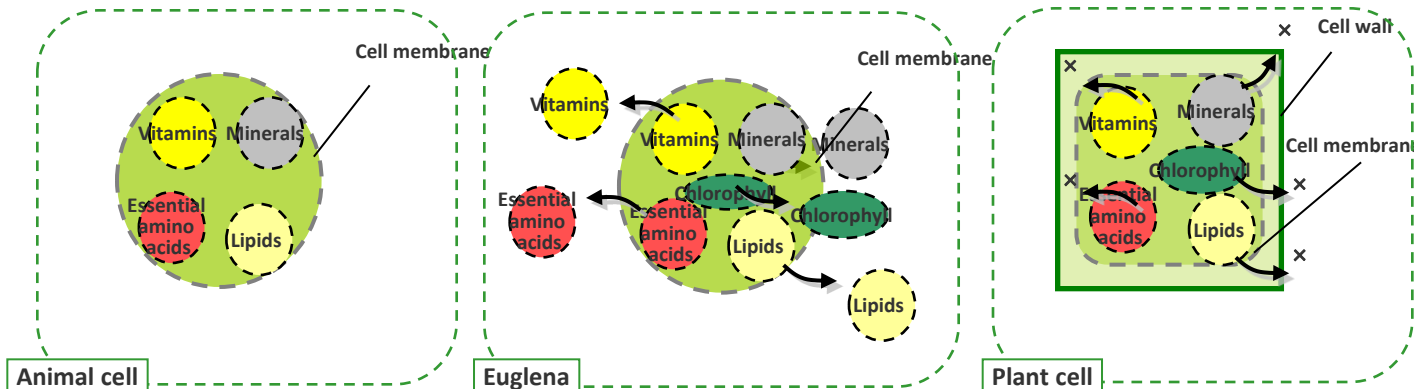 Cell membrane
Vitamins
Minerals
Essential
amino
acids
Lipids
Animal cell
Cell membrane
Vitamins
Vitamins
Minerals
Minerals
Chlorophyll
Chlorophyll
Essential
amino
acids
Essential
amino
acids
Lipids
Lipids
Euglena
Cell wall
Vitamins
Minerals
Cell membrane
Chlorophyll
Essential
amino
acids
Lipids
Plant cell